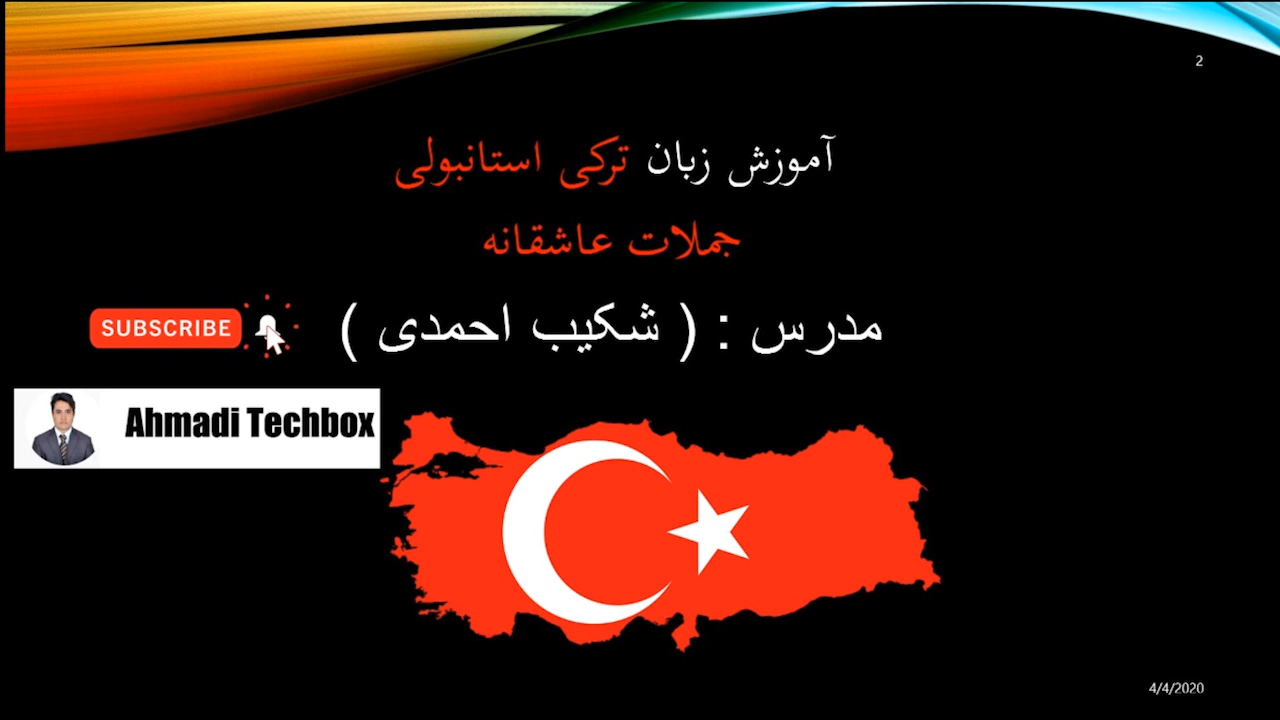 2
آموزش زبان ترکی استانبولی
جملات عاشقانه
مدرس : ( شکیب احمدی )
SUBSCRIBE
Ahmadi Techbox
4/4/2020